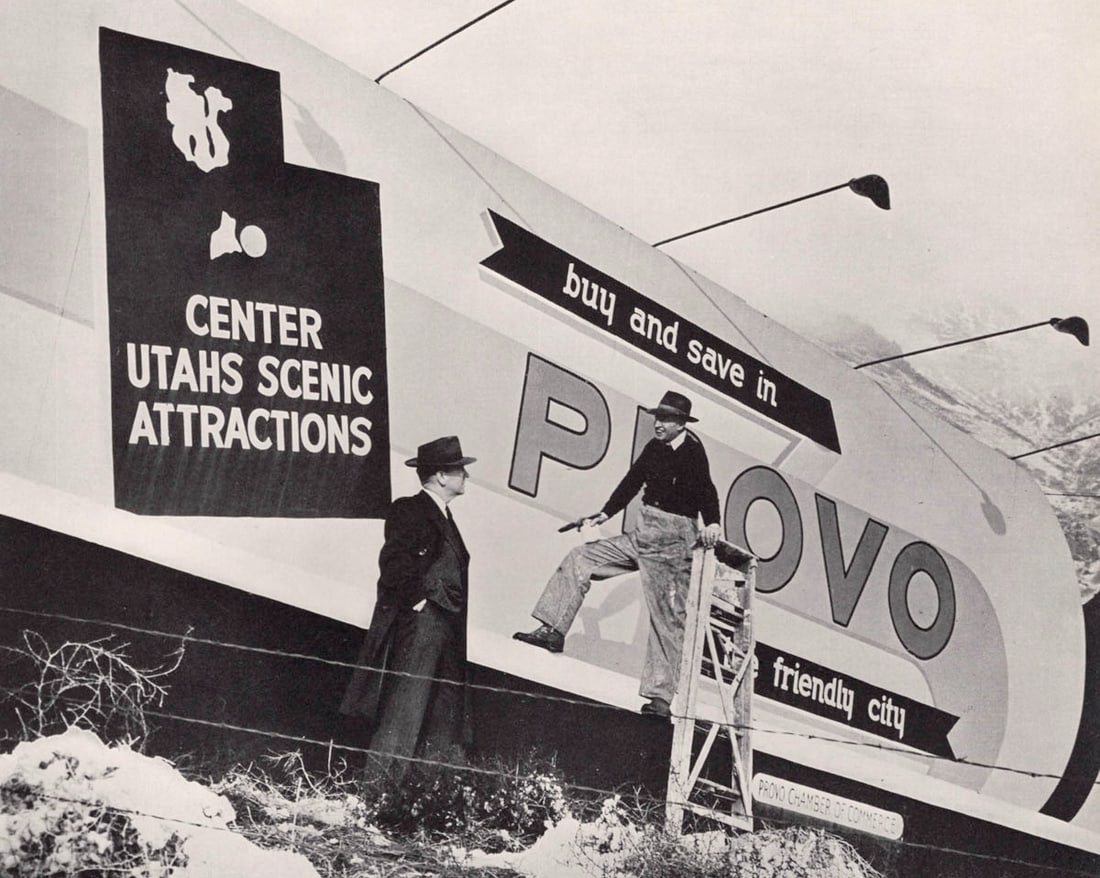 CENTER
UTAHS SCENIC
ATTRACTIONS
buy and save in
PROVO
friendly city
PROVO CHAMBER OF COMMERCE